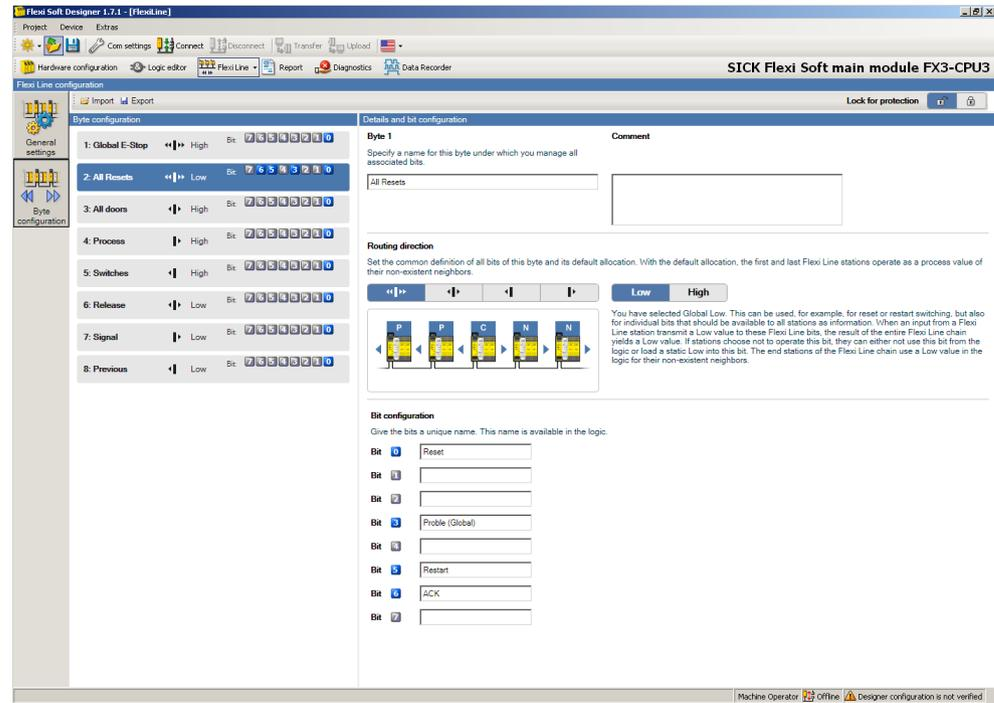 Flexi Soft Designer 1.7.1 - [FlexiLine]
Project Device Extras
Com settings Connect Disconnect Transfer Upload
Hardware configuration Logic editor Flexi Line Report Diagnostics Data Recorder SICK Flexi Soft main module FX3-CPU3
Flexi Line configuration
Import Export Lock for protection
General settings
Byte configuration
Byte configuration
1: Global E-Stop High Bit: 7 6 5 4 3 2 1 0
2: All Resets Low Bit: 7 6 5 4 3 2 1 0
3: All doors High Bit: 7 6 5 4 3 2 1 0
4: Process High Bit: 7 6 5 4 3 2 1 0
5: Switches High Bit: 7 6 5 4 3 2 1 0
6: Release Low Bit: 7 6 5 4 3 2 1 0
7: Signal Low Bit: 7 6 5 4 3 2 1 0
8: Previous Low Bit: 7 6 5 4 3 2 1 0
Details and bit configuration
Byte 1 Comment
Specify a name for this byte under which you manage all
associated bits.
All Resets
Routing direction
Set the common definition of all bits of this byte and its default allocation. With the default allocation, the first and last Flexi Line stations operate as a process value of
their non-existent neighbors.
Low High
P P C N N
You have selected Global Low. This can be used, for example, for reset or restart switching, but also
for individual bits that should be available to all stations as information. When an input from a Flexi
Line station transmit a Low value to these Flexi Line bits, the result of the entire Flexi Line chain
yields a Low value. If stations choose not to operate this bit, they can either not use this bit from the
logic or load a static Low into this bit. The end stations of the Flexi Line chain use a Low value in the
logic for their non-existent neighbors.
Bit configuration
Give the bits a unique name. This name is available in the logic.
Bit 0 Reset
Bit 1
Bit 2
Bit 3 Proble (Global)
Bit 4
Bit 5 Restart
Bit 6 ACK
Bit 7
Machine Operator Offline Designer configuration is not verified